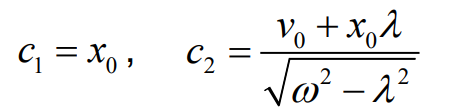 c₁ = x₀ ,   c₂ = (v₀ + x₀λ) / √(ω² − λ²)